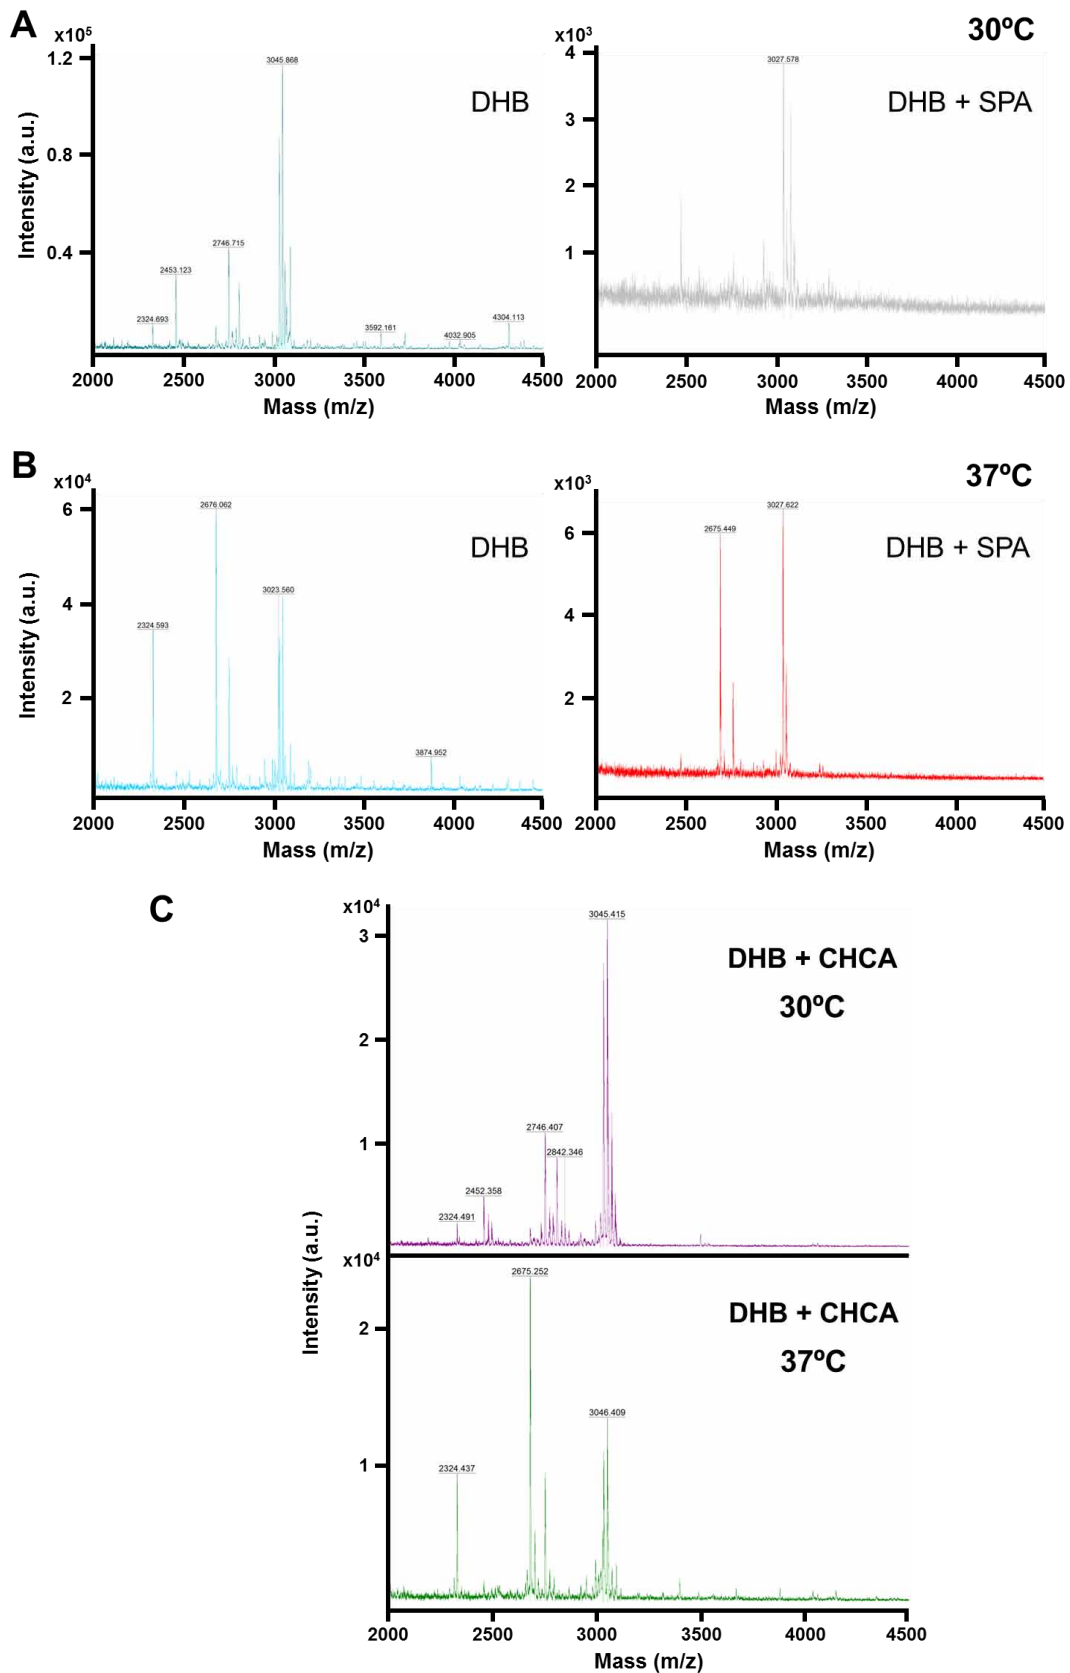 A
x10⁵
30ºC
1.2
0.8
0.4
Intensity (a.u.)
DHB
3045.868
2746.715
2453.123
2324.693
3592.161
4032.905
4304.113
2000 2500 3000 3500 4000 4500
Mass (m/z)
x10³
4
3
2
1
DHB + SPA
3027.578
2000 2500 3000 3500 4000 4500
Mass (m/z)
B
x10⁴
37ºC
6
4
2
Intensity (a.u.)
DHB
2676.062
3023.560
2324.593
3874.952
2000 2500 3000 3500 4000 4500
Mass (m/z)
x10³
6
4
2
DHB + SPA
3027.622
2675.449
2000 2500 3000 3500 4000 4500
Mass (m/z)
C
x10⁴
3
2
1
3045.415
DHB + CHCA
30ºC
2746.407
2842.346
2452.358
2324.491
x10⁴
2
1
Intensity (a.u.)
2675.252
DHB + CHCA
37ºC
3046.409
2324.437
2000 2500 3000 3500 4000 4500
Mass (m/z)